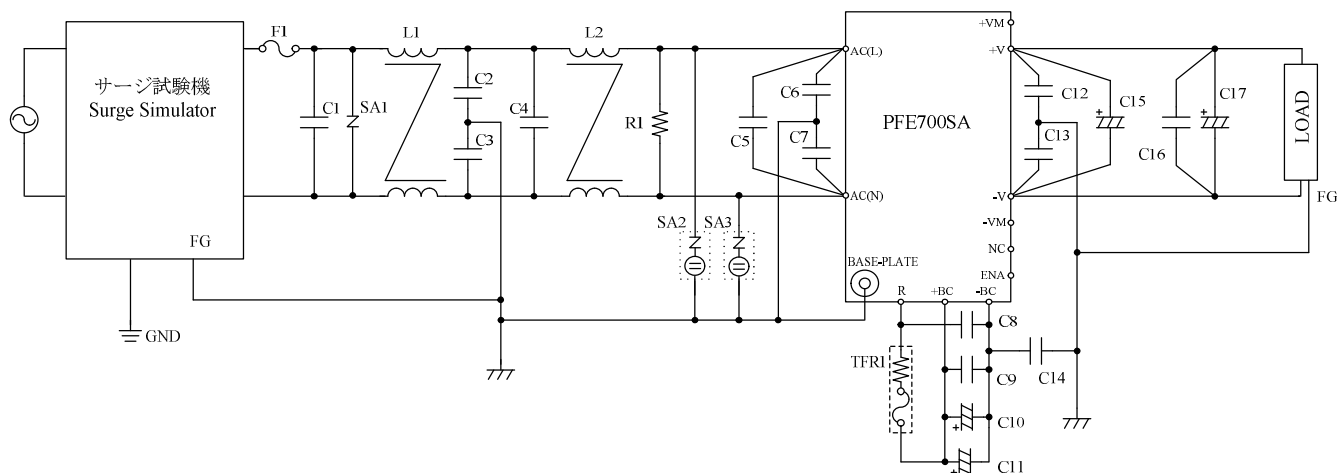 サージ試験機
Surge Simulator
FG
GND
F1
C1
SA1
L1
C2
C3
C4
L2
R1
SA2
SA3
C5
C6
C7
AC(L)
AC(N)
PFE700SA
BASE-PLATE
R
+BC
-BC
+VM
+V
-V
-VM
NC
ENA
TFR1
C8
C9
C10
C11
C12
C13
C14
C15
C16
C17
LOAD
FG